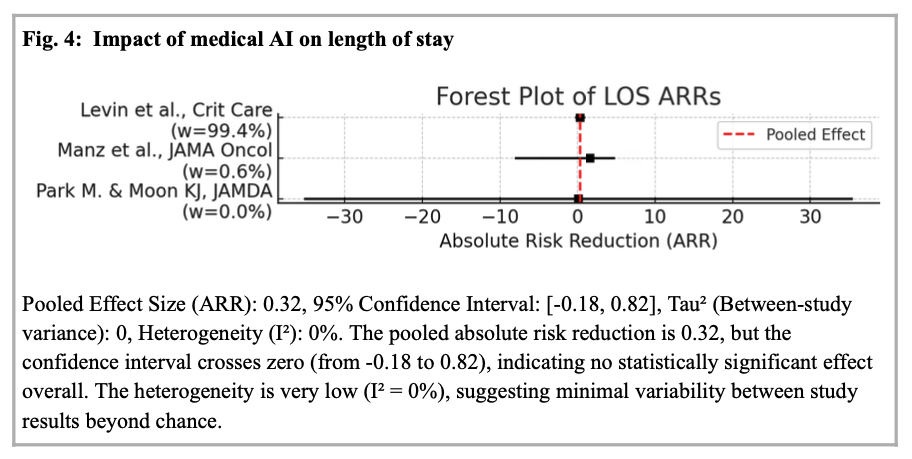 Fig. 4:  Impact of medical AI on length of stay
Forest Plot of LOS ARRs
Levin et al., Crit Care
(w=99.4%)
Manz et al., JAMA Oncol
(w=0.6%)
Park M. & Moon KJ, JAMDA
(w=0.0%)
Pooled Effect
−30 −20 −10 0 10 20 30
Absolute Risk Reduction (ARR)
Pooled Effect Size (ARR): 0.32, 95% Confidence Interval: [-0.18, 0.82], Tau² (Between-study
variance): 0, Heterogeneity (I²): 0%. The pooled absolute risk reduction is 0.32, but the
confidence interval crosses zero (from -0.18 to 0.82), indicating no statistically significant effect
overall. The heterogeneity is very low (I² = 0%), suggesting minimal variability between study
results beyond chance.